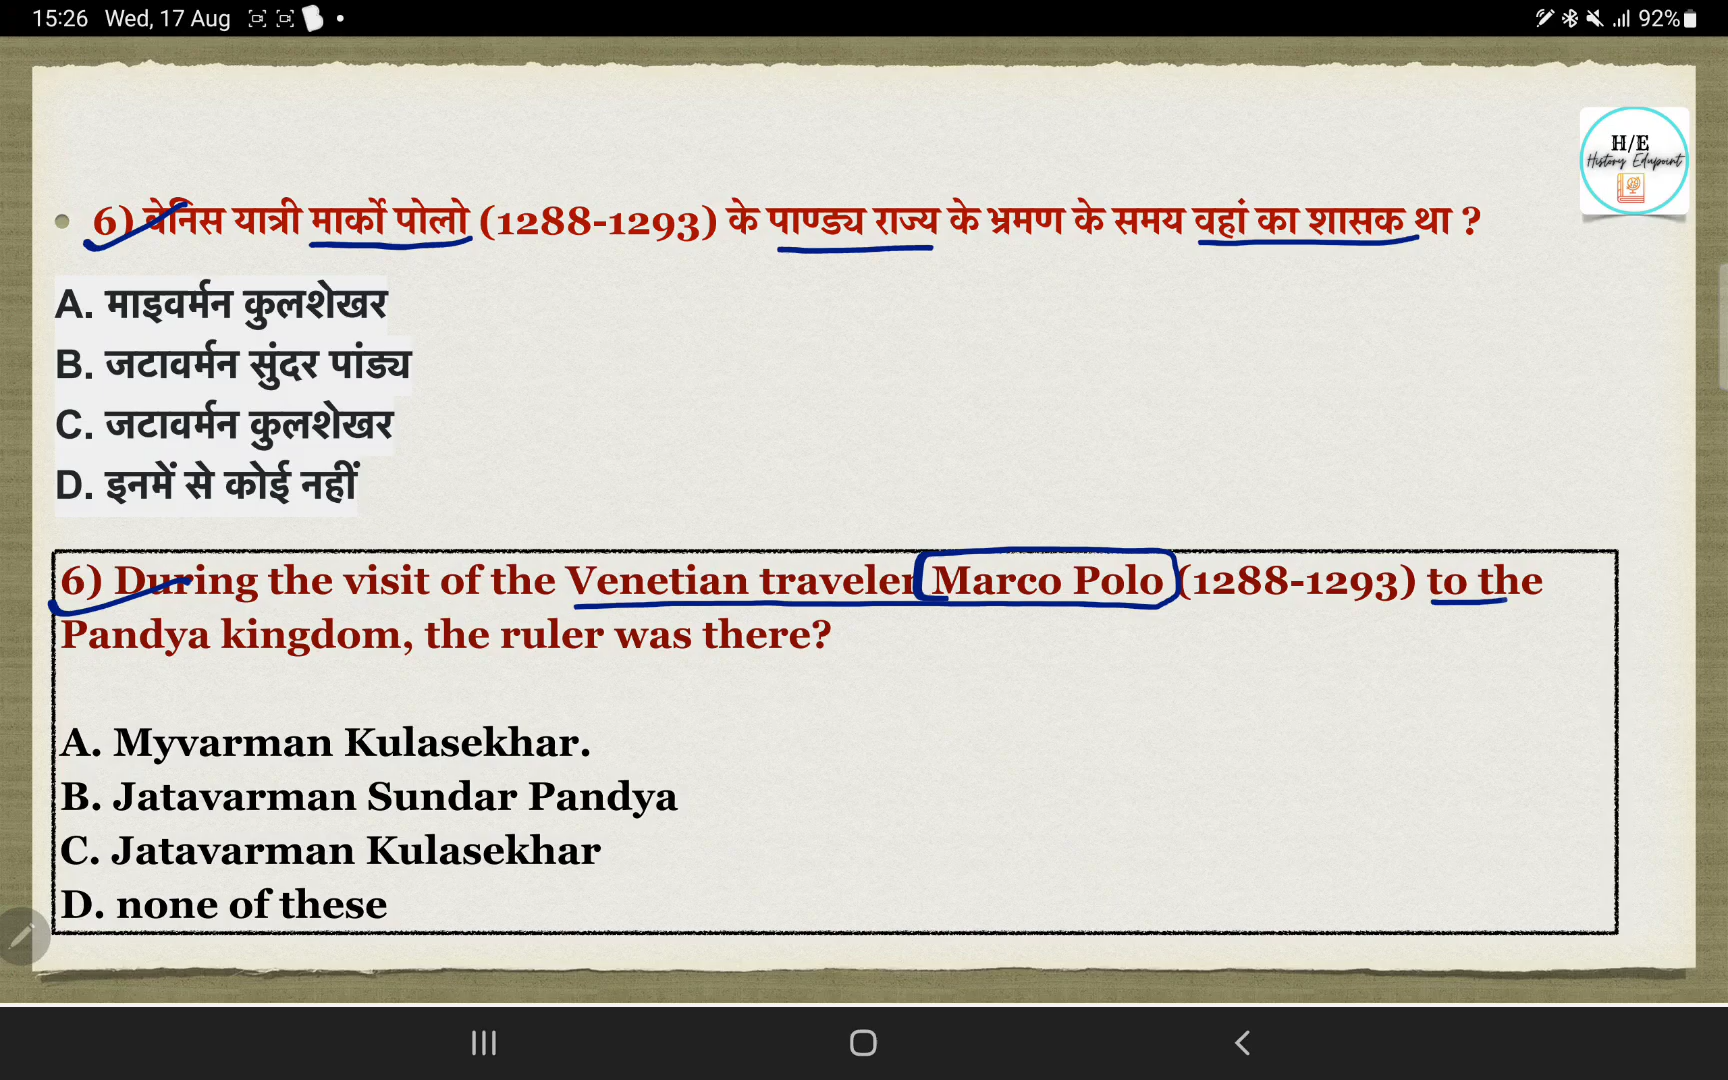 15:26 Wed, 17 Aug
92%
H/E
History Edupoint
6) वेनिस यात्री मार्को पोलो (1288-1293) के पाण्ड्य राज्य के भ्रमण के समय वहां का शासक था ?
A. माइवर्मन कुलशेखर
B. जटावर्मन सुंदर पांड्य
C. जटावर्मन कुलशेखर
D. इनमें से कोई नहीं
6) During the visit of the Venetian traveler Marco Polo (1288-1293) to the
Pandya kingdom, the ruler was there?
A. Myvarman Kulasekhar.
B. Jatavarman Sundar Pandya
C. Jatavarman Kulasekhar
D. none of these